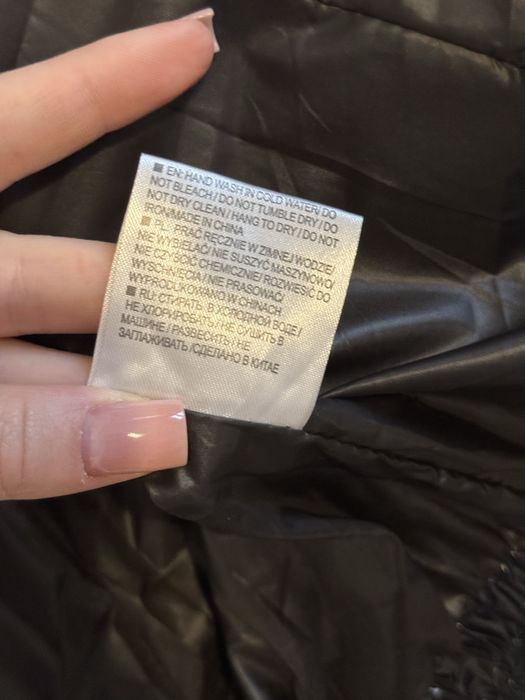 ■ EN: HAND WASH IN COLD WATER/ DO
NOT BLEACH / DO NOT TUMBLE DRY / DO
NOT DRY CLEAN / HANG TO DRY / DO NOT
IRON/MADE IN CHINA
■ PL: PRAĆ RĘCZNIE W ZIMNEJ WODZIE/
NIE WYBIELAĆ/ NIE SUSZYĆ MASZYNOWO/
NIE CZYŚCIĆ CHEMICZNIE/ ROZWIESIĆ DO
WYSCHNIĘCIA/ NIE PRASOWAĆ/
WYPRODUKOWANO W CHINACH
■ RU: СТИРАТЬ В ХОЛОДНОЙ ВОДЕ /
НЕ ХЛОРИРОВАТЬ / НЕ СУШИТЬ В
МАШИНЕ / РАЗВЕСИТЬ / НЕ
ЗАГЛАЖИВАТЬ /СДЕЛАНО В КИТАЕ